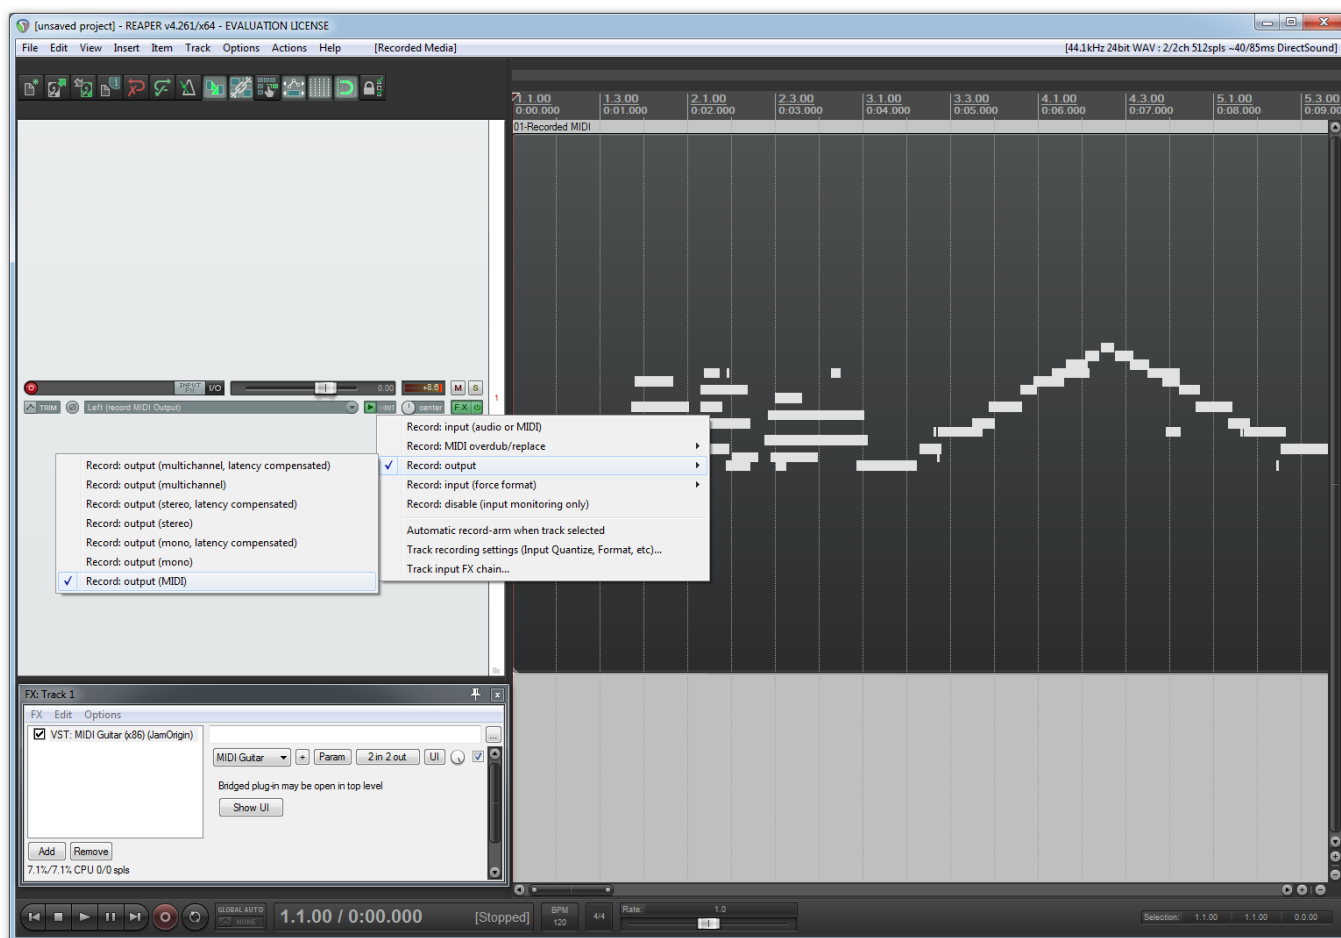 [unsaved project] - REAPER v4.261/x64 - EVALUATION LICENSE
File Edit View Insert Item Track Options Actions Help [Recorded Media] [44.1kHz 24bit WAV : 2/2ch 512spls ~40/85ms DirectSound]
1.1.00 1.3.00 2.1.00 2.3.00 3.1.00 3.3.00 4.1.00 4.3.00 5.1.00 5.3.00
0:00.000 0:01.000 0:02.000 0:03.000 0:04.000 0:05.000 0:06.000 0:07.000 0:08.000 0:09.00
01-Recorded MIDI
INPUT FX I/O 0.00 +8.6 M S
1
TRIM Left (record MIDI Output) center FX
Record: input (audio or MIDI)
Record: MIDI overdub/replace
Record: output
Record: input (force format)
Record: disable (input monitoring only)
Automatic record-arm when track selected
Track recording settings (Input Quantize, Format, etc)...
Track input FX chain...
Record: output (multichannel, latency compensated)
Record: output (multichannel)
Record: output (stereo, latency compensated)
Record: output (stereo)
Record: output (mono, latency compensated)
Record: output (mono)
Record: output (MIDI)
FX: Track 1
FX Edit Options
VST: MIDI Guitar (x86) (JamOrigin)
...
MIDI Guitar + Param 2 in 2 out UI
Bridged plug-in may be open in top level
Show UI
Add Remove
7.1%/7.1% CPU 0/0 spls
GLOBAL AUTO
NONE
1.1.00 / 0:00.000 [Stopped]
BPM
120
4/4
Rate: 1.0
Selection: 1.1.00 1.1.00 0.0.00